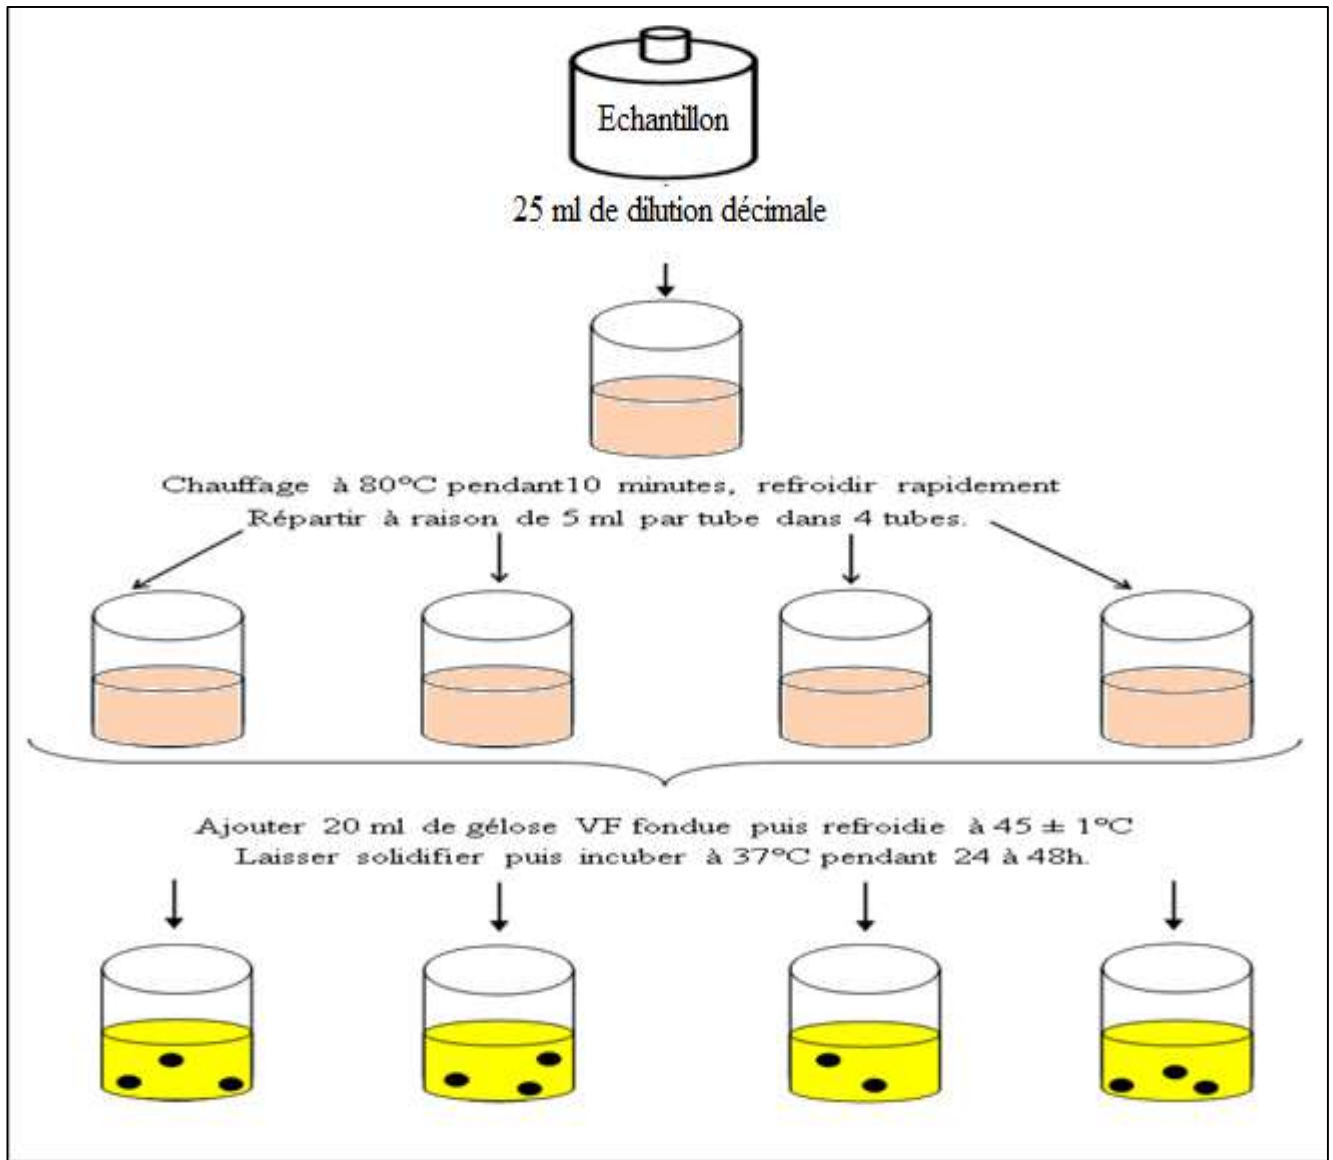 Echantillon
25 ml de dilution décimale
Chauffage à 80°C pendant10 minutes, refroidir rapidement
Répartir à raison de 5 ml par tube dans 4 tubes.
Ajouter 20 ml de gélose VF fondue puis refroidie à 45 ± 1°C
Laisser solidifier puis incuber à 37°C pendant 24 à 48h.